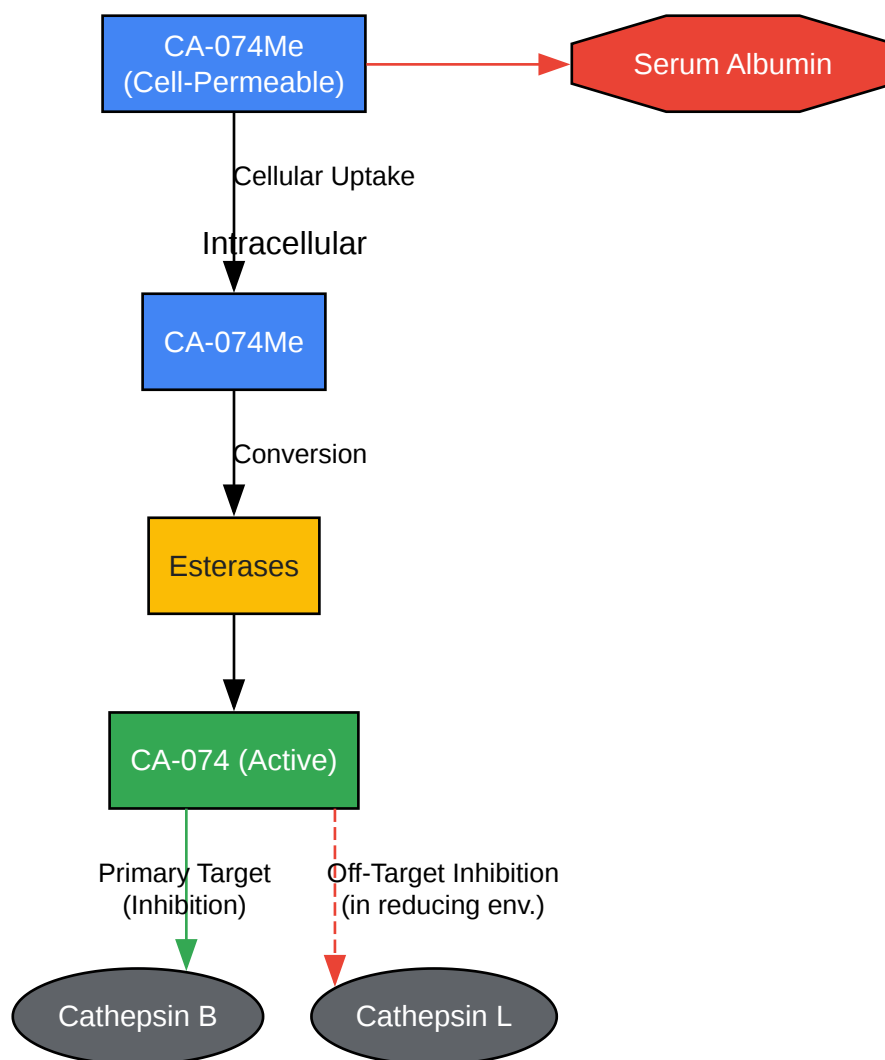 CA-074Me
(Cell-Permeable)
Serum Albumin
Cellular Uptake
Intracellular
CA-074Me
Conversion
Esterases
CA-074 (Active)
Primary Target
(Inhibition)
Off-Target Inhibition
(in reducing env.)
Cathepsin B
Cathepsin L